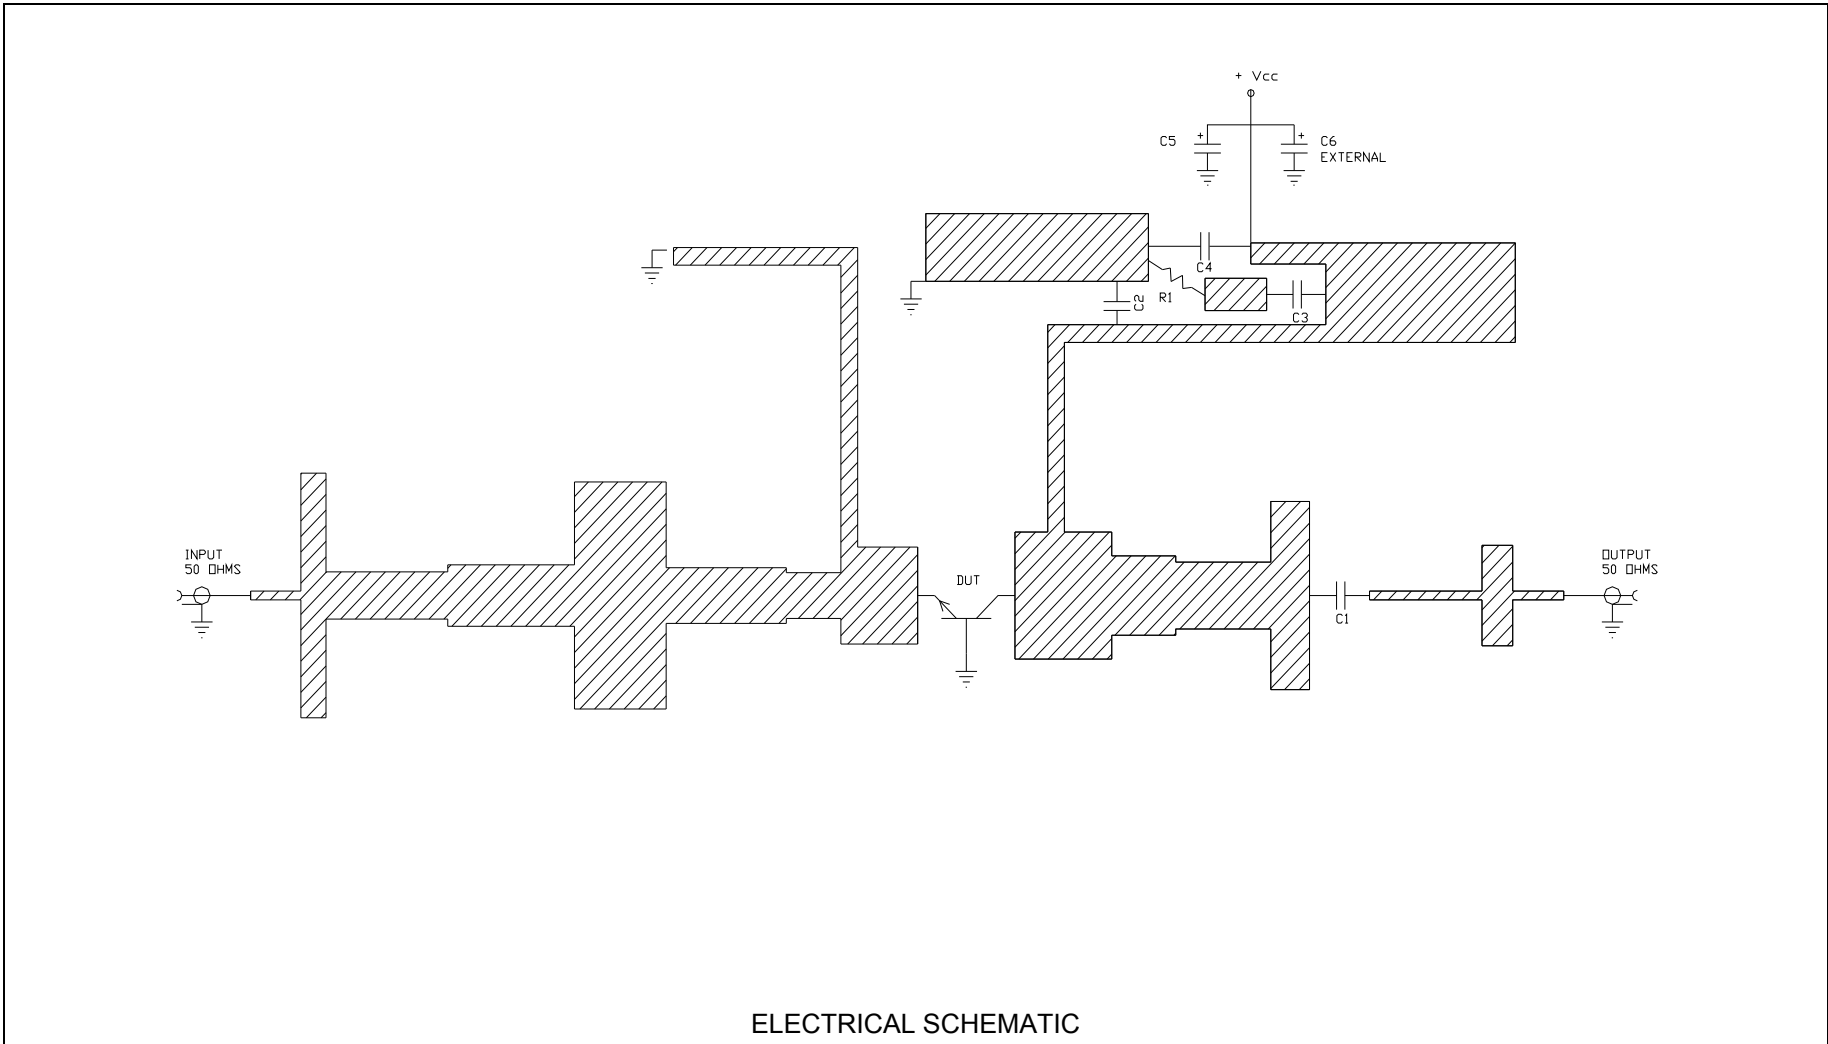 + Vcc
C5
+
+
C6
EXTERNAL
C4
C2
R1
C3
INPUT
50 OHMS
DUT
C1
OUTPUT
50 OHMS
ELECTRICAL SCHEMATIC